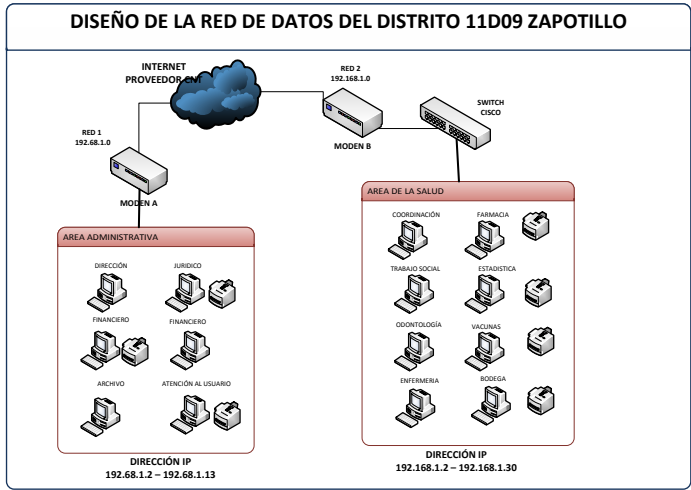 DISEÑO DE LA RED DE DATOS DEL DISTRITO 11D09 ZAPOTILLO
INTERNET
PROVEEDOR CNT
RED 2
192.168.1.0
SWITCH
CISCO
RED 1
192.68.1.0
MODEN B
MODEN A
AREA ADMINISTRATIVA
DIRECCIÓN
JURIDICO
FINANCIERO
FINANCIERO
ARCHIVO
ATENCIÓN AL USUARIO
DIRECCIÓN IP
192.68.1.2 – 192.68.1.13
AREA DE LA SALUD
COORDINACIÓN
FARMACIA
TRABAJO SOCIAL
ESTADISTICA
ODONTOLOGÍA
VACUNAS
ENFERMERIA
BODEGA
DIRECCIÓN IP
192.168.1.2 – 192.168.1.30